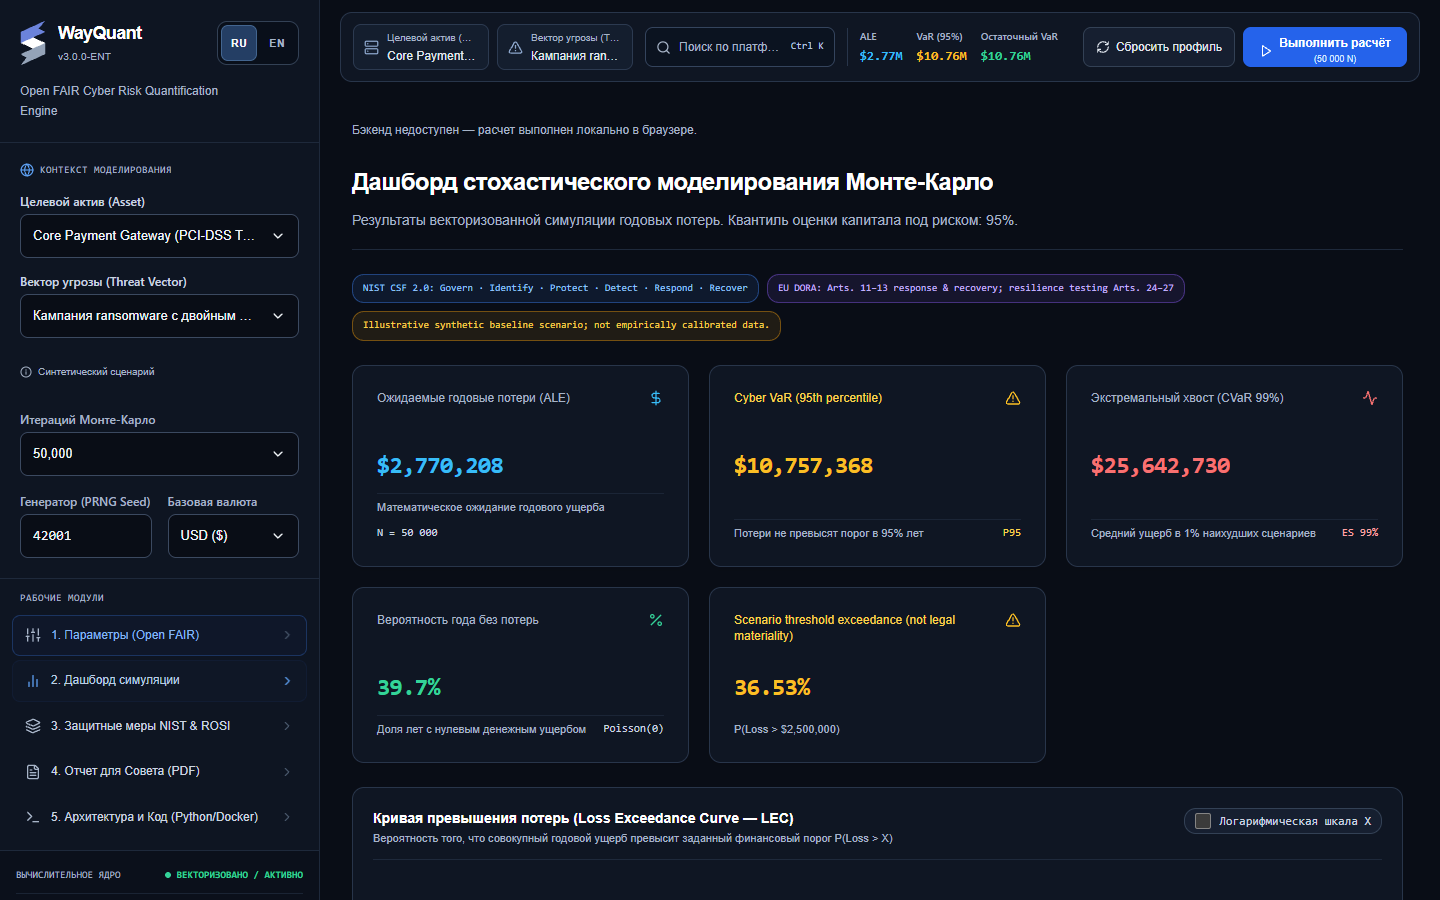 WayQuant
v3.0.0-ENT
RU EN
Open FAIR Cyber Risk Quantification
Engine
КОНТЕКСТ МОДЕЛИРОВАНИЯ
Целевой актив (Asset)
Core Payment Gateway (PCI-DSS T...
Вектор угрозы (Threat Vector)
Кампания ransomware с двойным ...
Синтетический сценарий
Итераций Монте-Карло
50,000
Генератор (PRNG Seed) Базовая валюта
42001 USD ($)
РАБОЧИЕ МОДУЛИ
1. Параметры (Open FAIR)
2. Дашборд симуляции
3. Защитные меры NIST & ROSI
4. Отчет для Совета (PDF)
5. Архитектура и Код (Python/Docker)
ВЫЧИСЛИТЕЛЬНОЕ ЯДРО ВЕКТОРИЗОВАНО / АКТИВНО
Целевой актив (...
Core Payment...
Вектор угрозы (T...
Кампания ran...
Поиск по платф... Ctrl K
ALE
$2.77M
VaR (95%)
$10.76M
Остаточный VaR
$10.76M
Сбросить профиль
Выполнить расчёт
(50 000 N)
Бэкенд недоступен — расчет выполнен локально в браузере.
Дашборд стохастического моделирования Монте-Карло
Результаты векторизованной симуляции годовых потерь. Квантиль оценки капитала под риском: 95%.
NIST CSF 2.0: Govern · Identify · Protect · Detect · Respond · Recover
EU DORA: Arts. 11–13 response & recovery; resilience testing Arts. 24–27
Illustrative synthetic baseline scenario; not empirically calibrated data.
Ожидаемые годовые потери (ALE)
$2,770,208
Математическое ожидание годового ущерба
N = 50 000
Cyber VaR (95th percentile)
$10,757,368
Потери не превысят порог в 95% лет P95
Экстремальный хвост (CVaR 99%)
$25,642,730
Средний ущерб в 1% наихудших сценариев ES 99%
Вероятность года без потерь
39.7%
Доля лет с нулевым денежным ущербом Poisson(0)
Scenario threshold exceedance (not legal
materiality)
36.53%
P(Loss > $2,500,000)
Кривая превышения потерь (Loss Exceedance Curve — LEC)
Вероятность того, что совокупный годовой ущерб превысит заданный финансовый порог P(Loss > X)
Логарифмическая шкала X